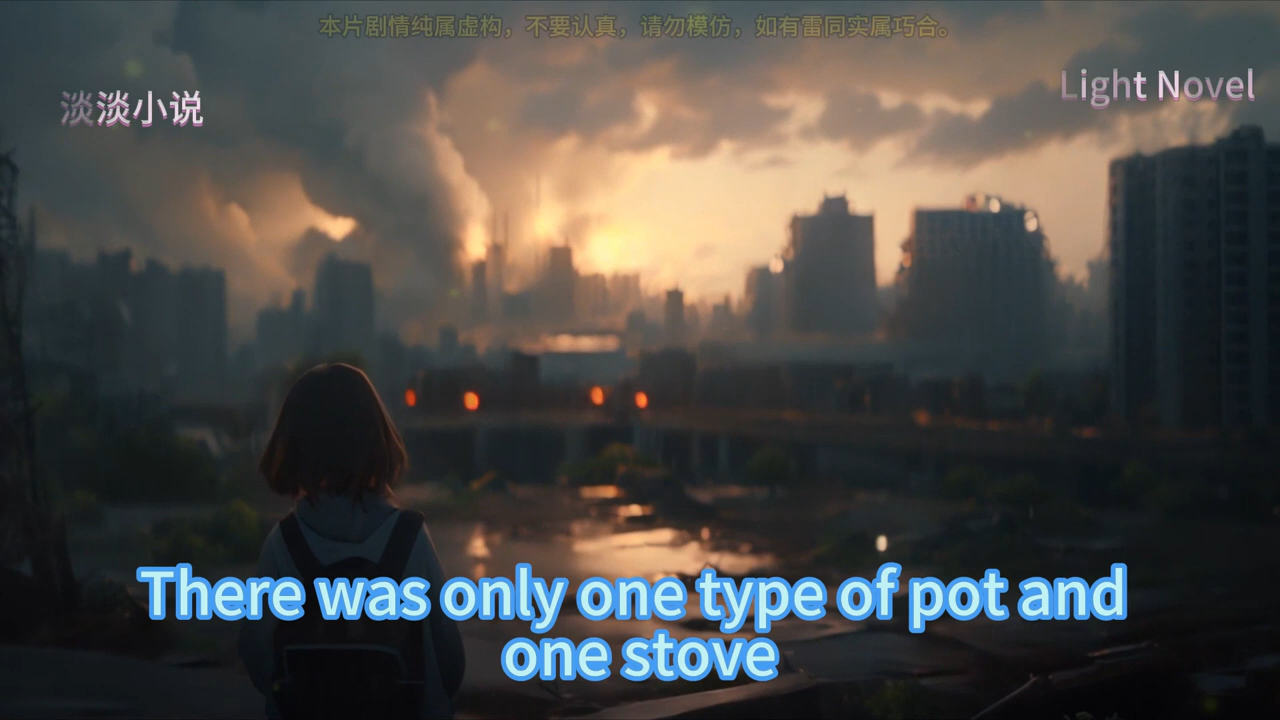 本片剧情纯属虚构，不要认真，请勿模仿，如有雷同实属巧合。
淡淡小说
Light Novel
There was only one type of pot and
one stove